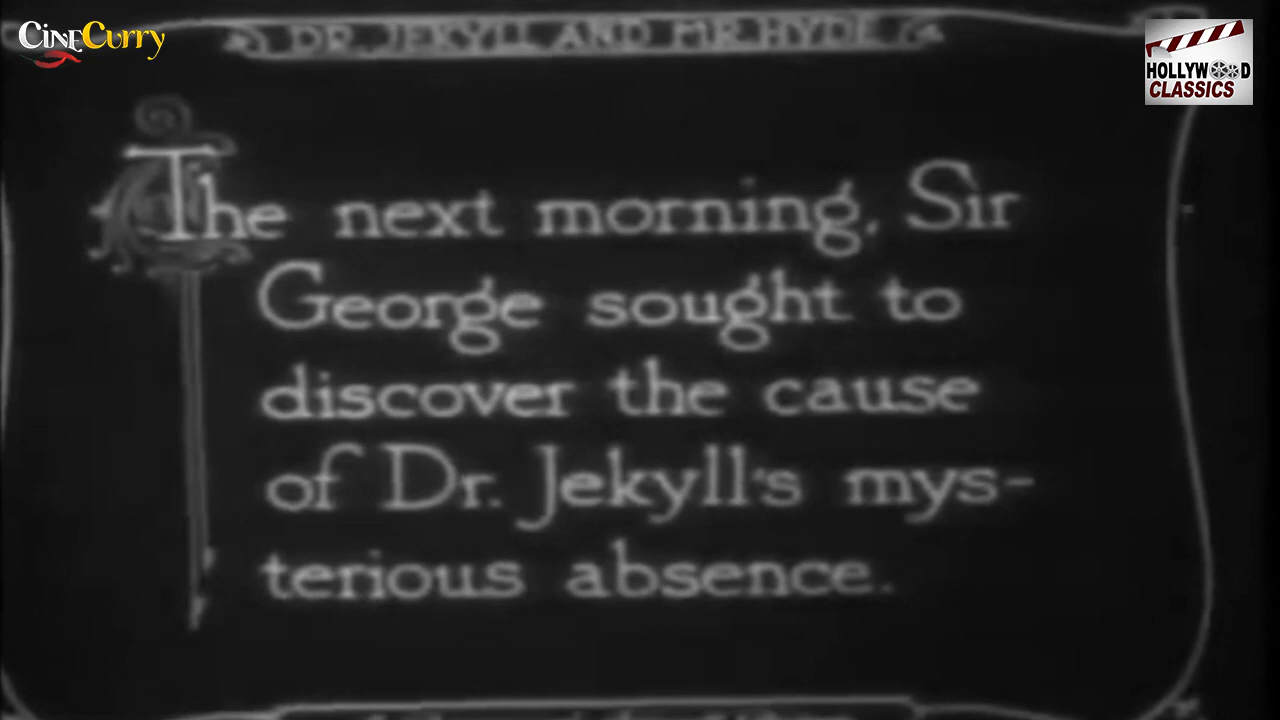 CineCurry
HOLLYWOOD
CLASSICS
DR. JEKYLL AND MR. HYDE
The next morning, Sir
George sought to
discover the cause
of Dr. Jekyll's mys-
terious absence.